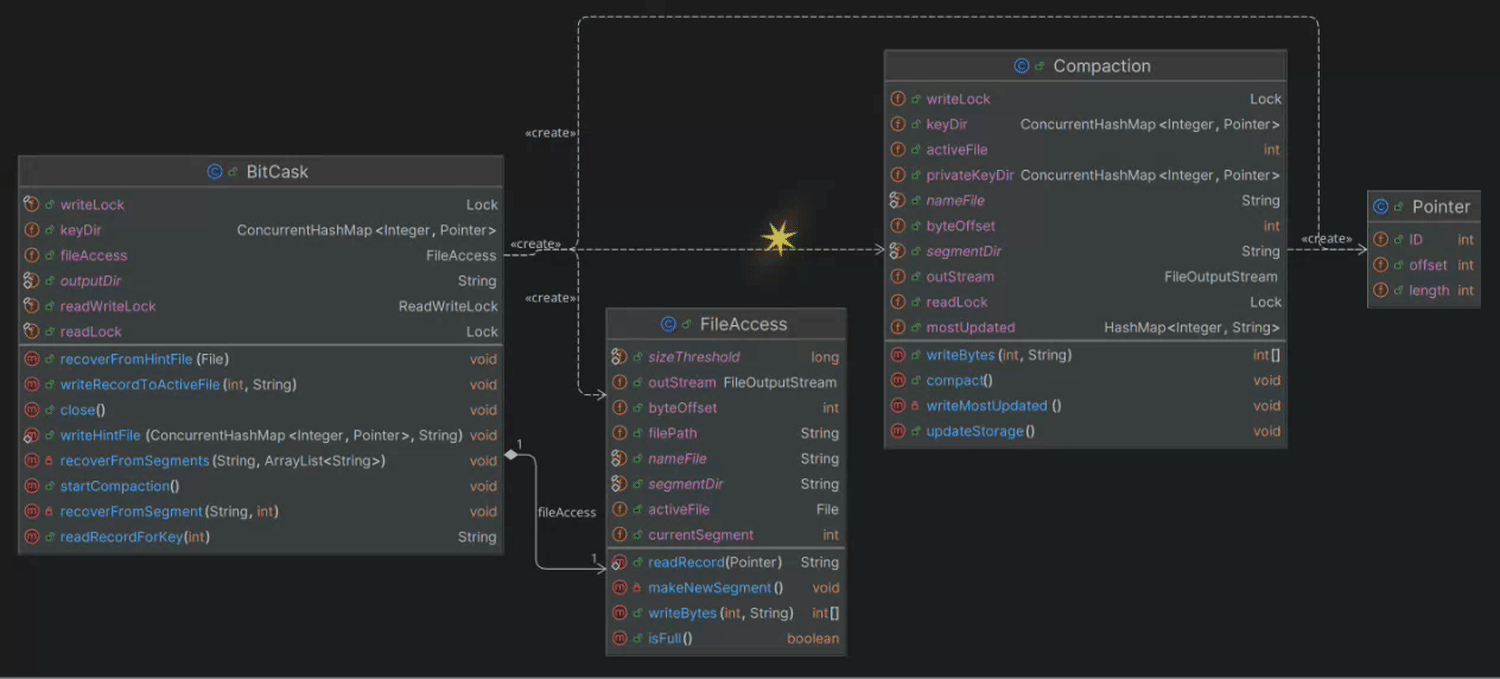 «create»
BitCask
writeLock Lock
keyDir ConcurrentHashMap<Integer, Pointer>
fileAccess FileAccess
outputDir String
readWriteLock ReadWriteLock
readLock Lock
recoverFromHintFile (File) void
writeRecordToActiveFile (int, String) void
close() void
writeHintFile (ConcurrentHashMap<Integer, Pointer>, String) void
recoverFromSegments (String, ArrayList<String>) void
startCompaction() void
recoverFromSegment (String, int) void
readRecordForKey(int) String
«create»
«create»
1
fileAccess
1
FileAccess
sizeThreshold long
outStream FileOutputStream
byteOffset int
filePath String
nameFile String
segmentDir String
activeFile File
currentSegment int
readRecord(Pointer) String
makeNewSegment() void
writeBytes (int, String) int[]
isFull() boolean
Compaction
writeLock Lock
keyDir ConcurrentHashMap<Integer, Pointer>
activeFile int
privateKeyDir ConcurrentHashMap<Integer, Pointer>
nameFile String
byteOffset int
segmentDir String
outStream FileOutputStream
readLock Lock
mostUpdated HashMap<Integer, String>
writeBytes (int, String) int[]
compact() void
writeMostUpdated () void
updateStorage() void
«create»
Pointer
ID int
offset int
length int